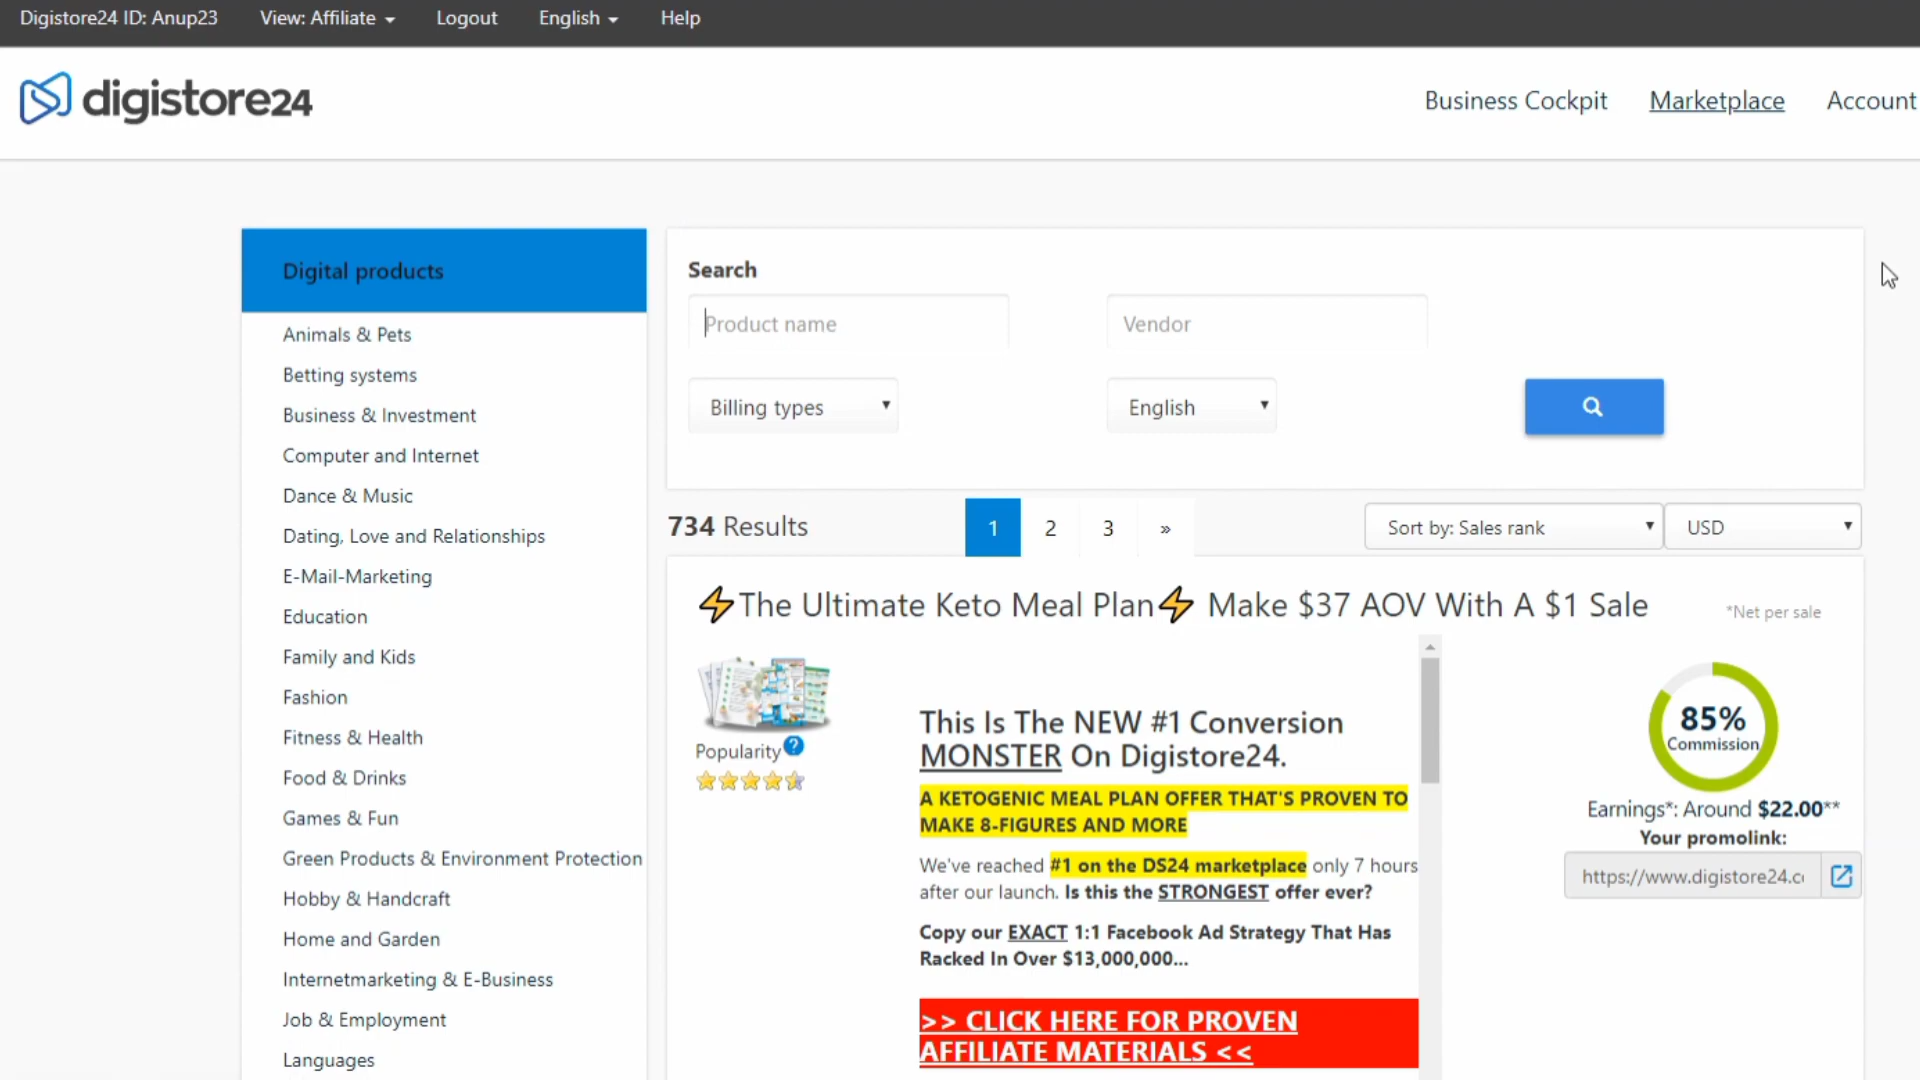 Digistore24 ID: Anup23 View: Affiliate Logout English Help
digistore24
Business Cockpit Marketplace Account
Digital products
Animals & Pets
Betting systems
Business & Investment
Computer and Internet
Dance & Music
Dating, Love and Relationships
E-Mail-Marketing
Education
Family and Kids
Fashion
Fitness & Health
Food & Drinks
Games & Fun
Green Products & Environment Protection
Hobby & Handcraft
Home and Garden
Internetmarketing & E-Business
Job & Employment
Languages
Search
Product name Vendor
Billing types English
734 Results 1 2 3 » Sort by: Sales rank USD
⚡The Ultimate Keto Meal Plan⚡ Make $37 AOV With A $1 Sale
*Net per sale
Popularity ?
This Is The NEW #1 Conversion
MONSTER On Digistore24.
A KETOGENIC MEAL PLAN OFFER THAT'S PROVEN TO
MAKE 8-FIGURES AND MORE
We've reached #1 on the DS24 marketplace only 7 hours
after our launch. Is this the STRONGEST offer ever?
Copy our EXACT 1:1 Facebook Ad Strategy That Has
Racked In Over $13,000,000...
>> CLICK HERE FOR PROVEN
AFFILIATE MATERIALS <<
85%
Commission
Earnings*: Around $22.00**
Your promolink:
https://www.digistore24.c